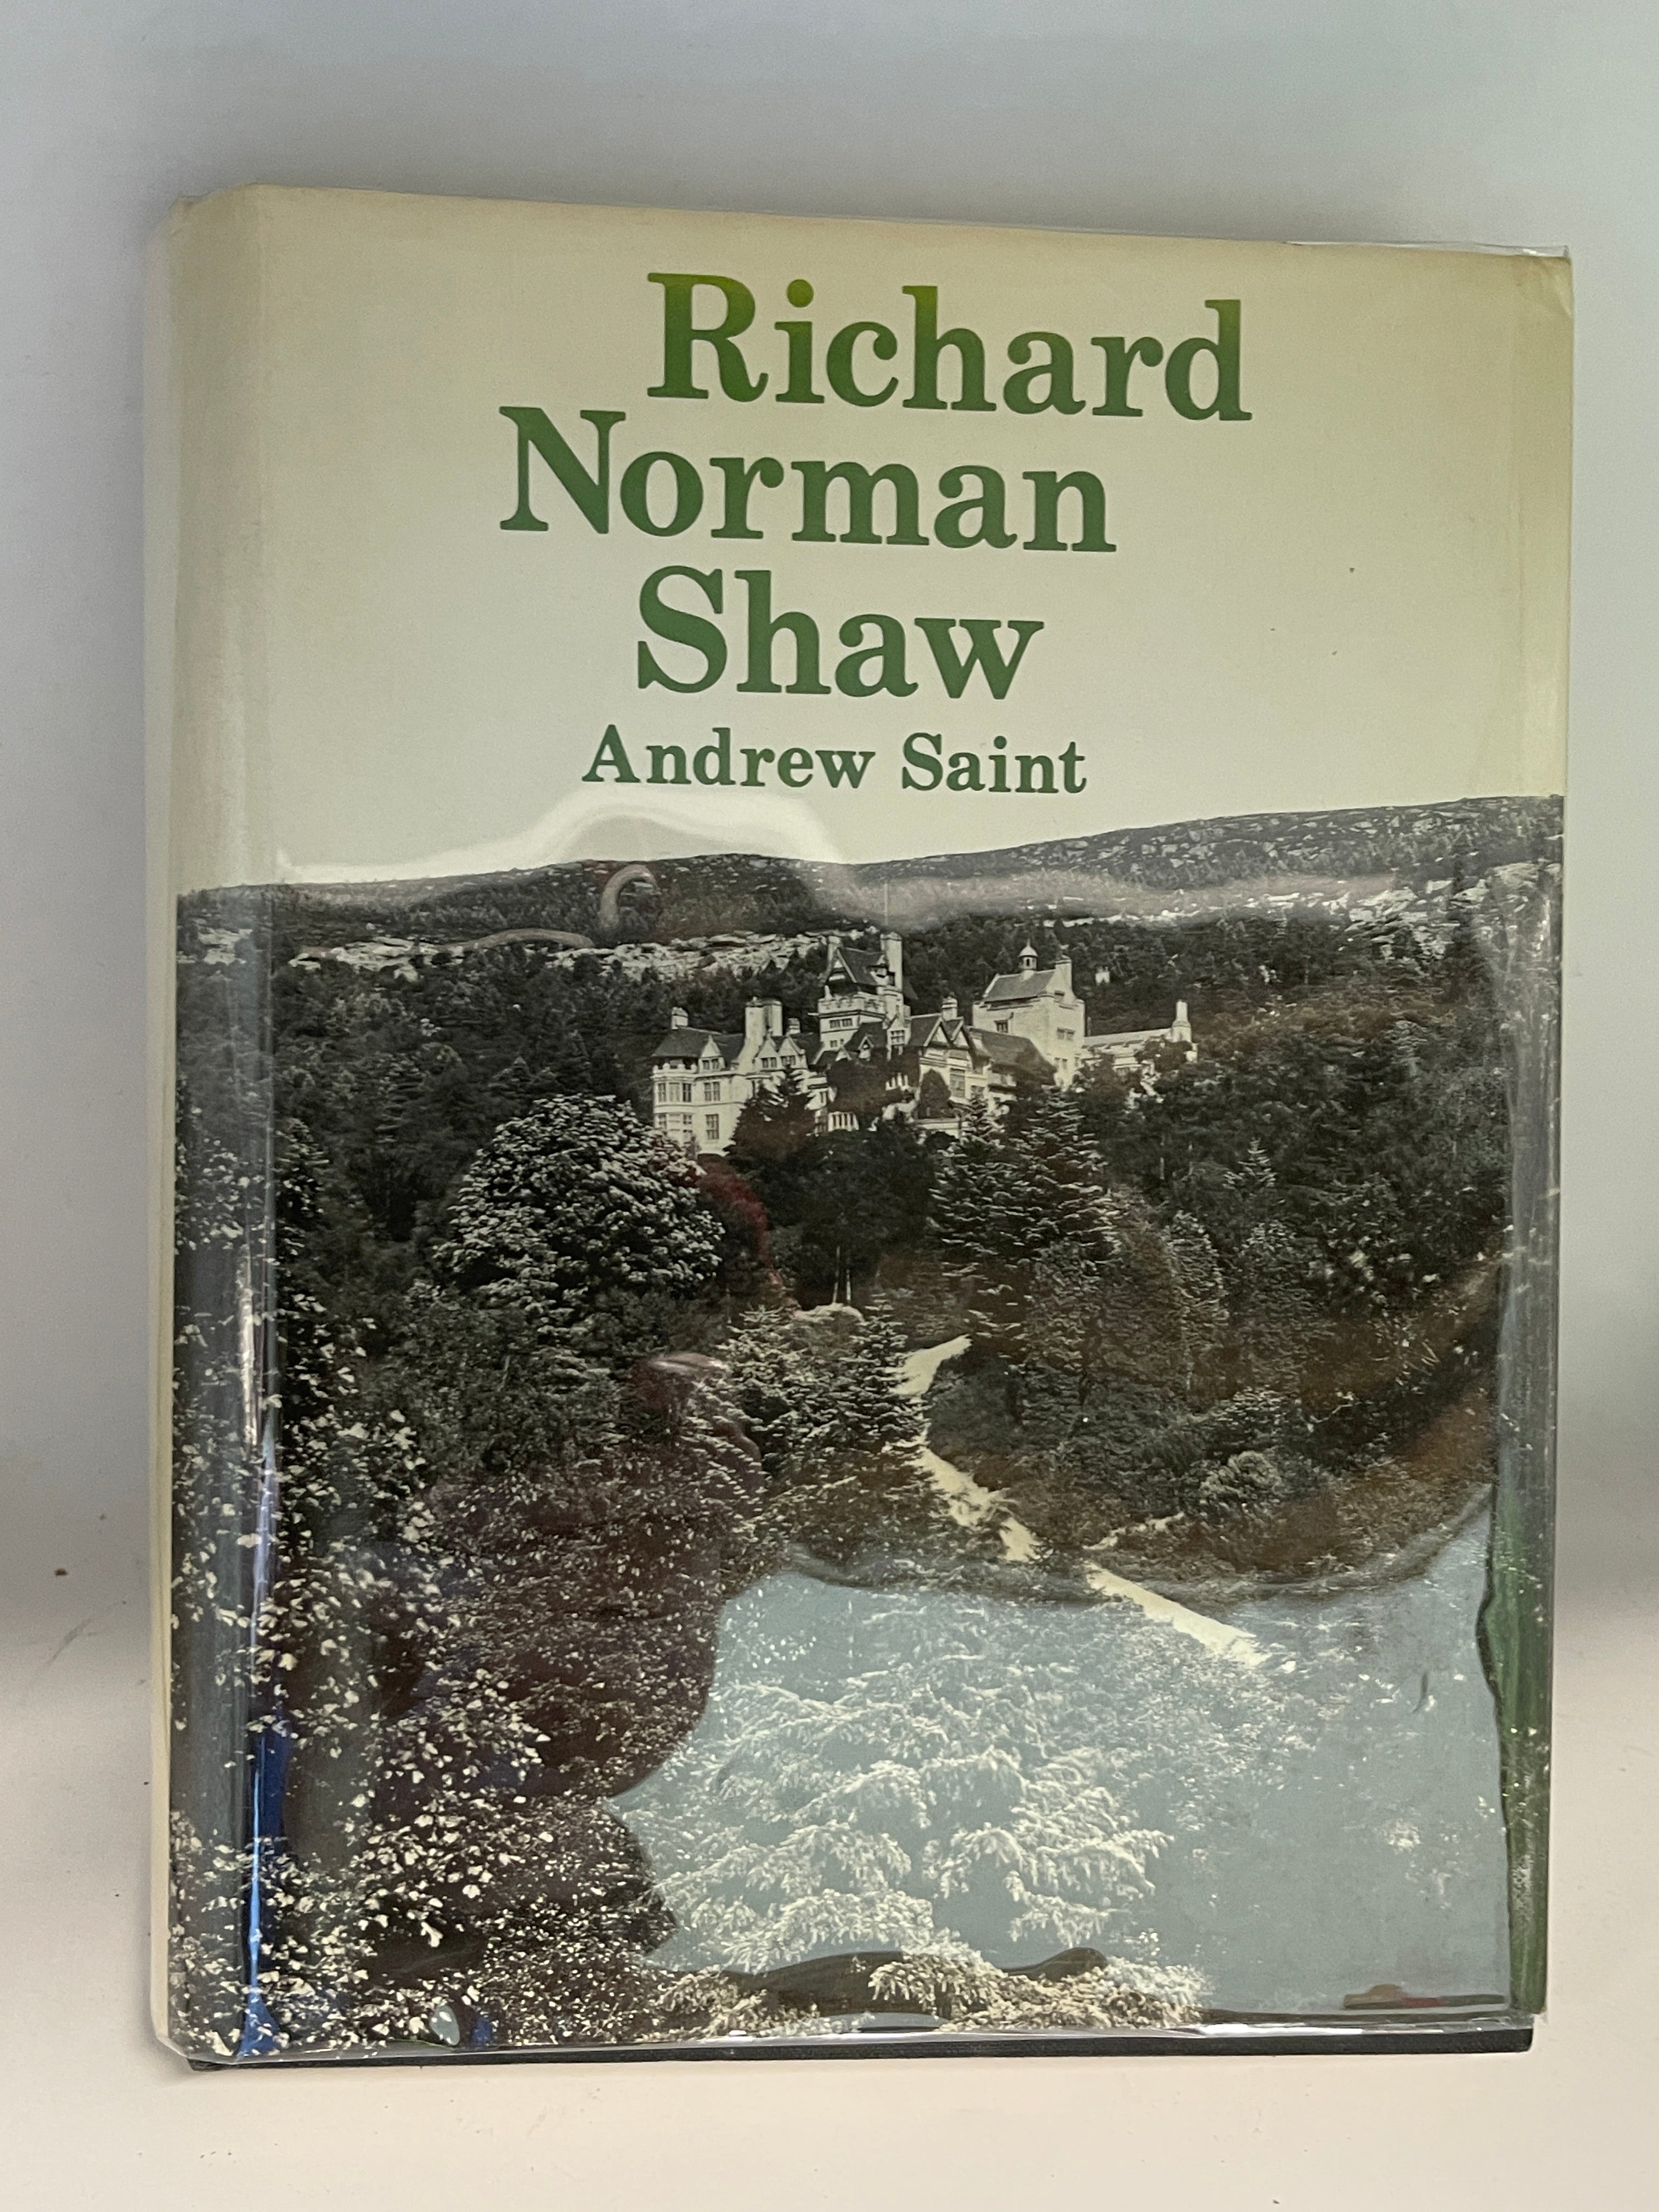 Richard
Norman
Shaw
Andrew Saint